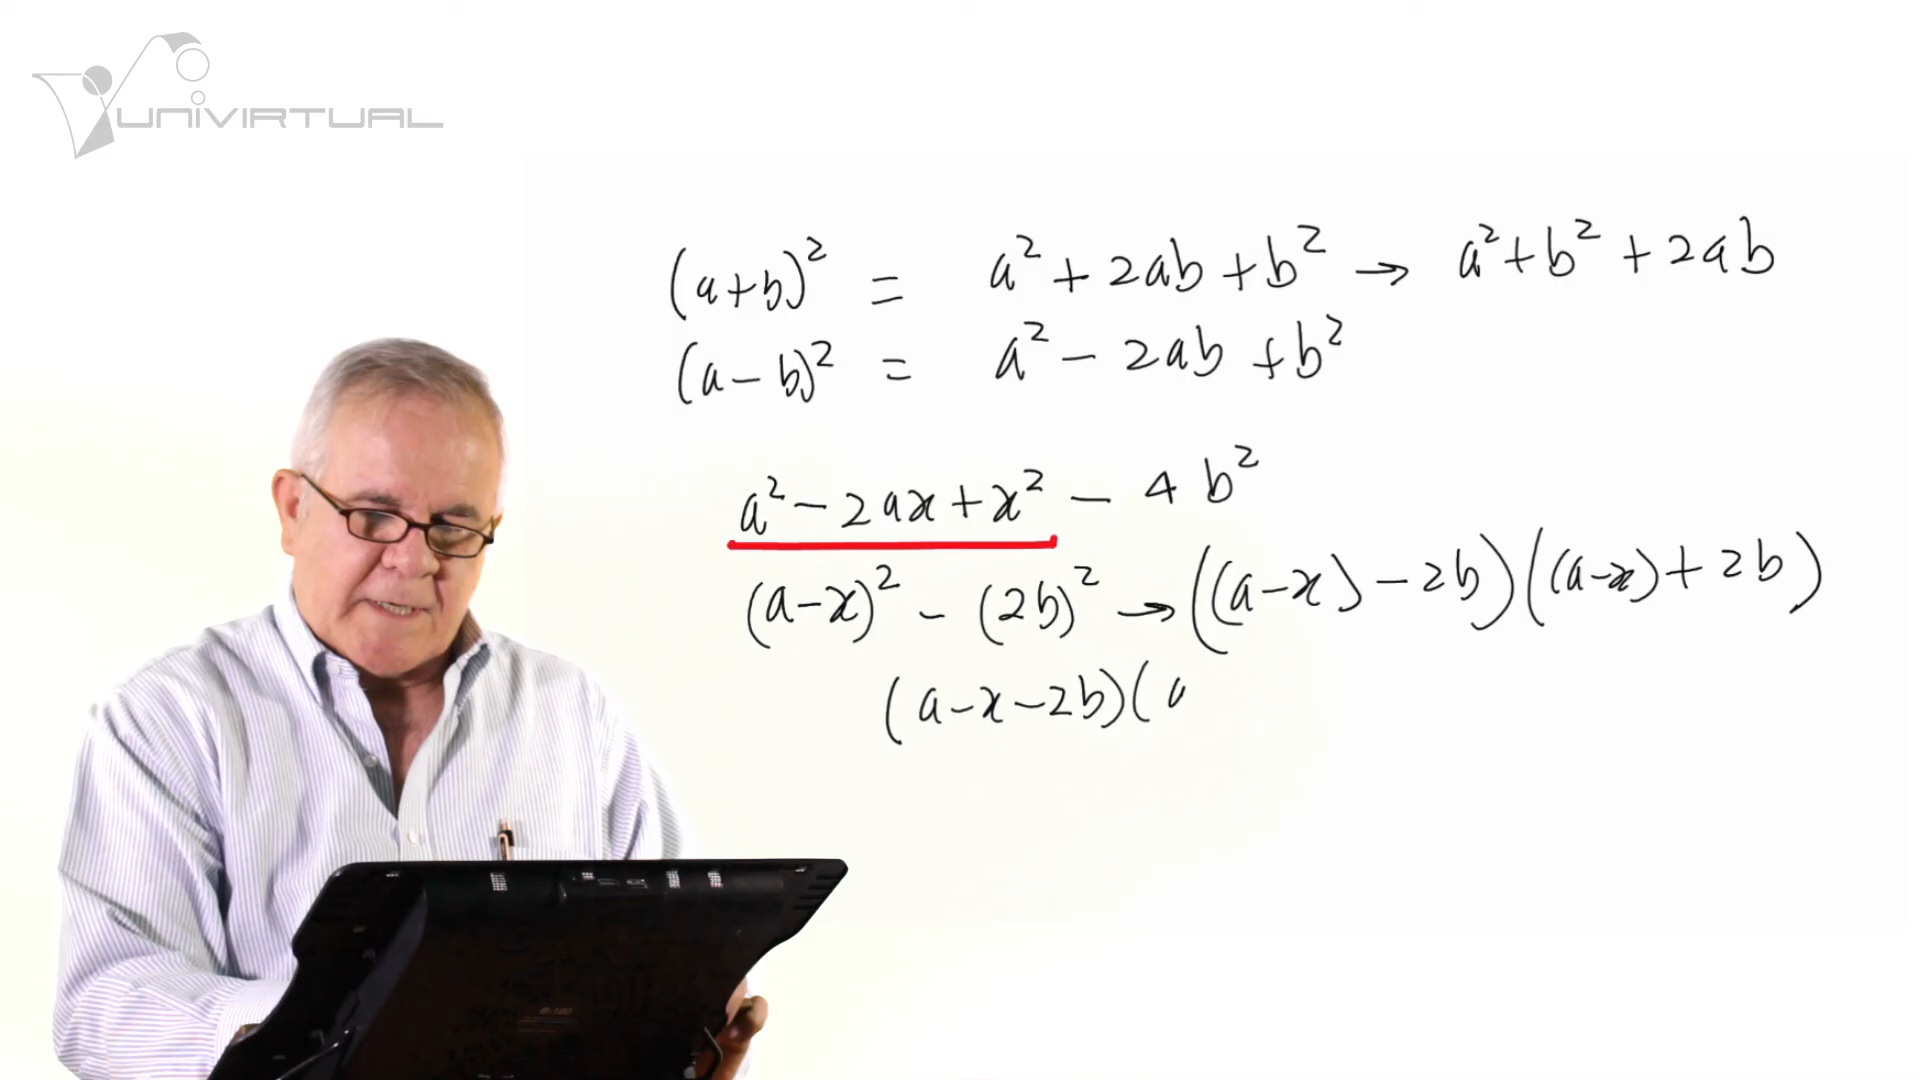 UNIVIRTUAL
(a+b)² = a² + 2ab + b² → a² + b² + 2ab
(a-b)² = a² - 2ab + b²
a² - 2ax + x² - 4b²
(a-x)² - (2b)² → ((a-x) - 2b)((a-x) + 2b)
(a-x-2b)(a